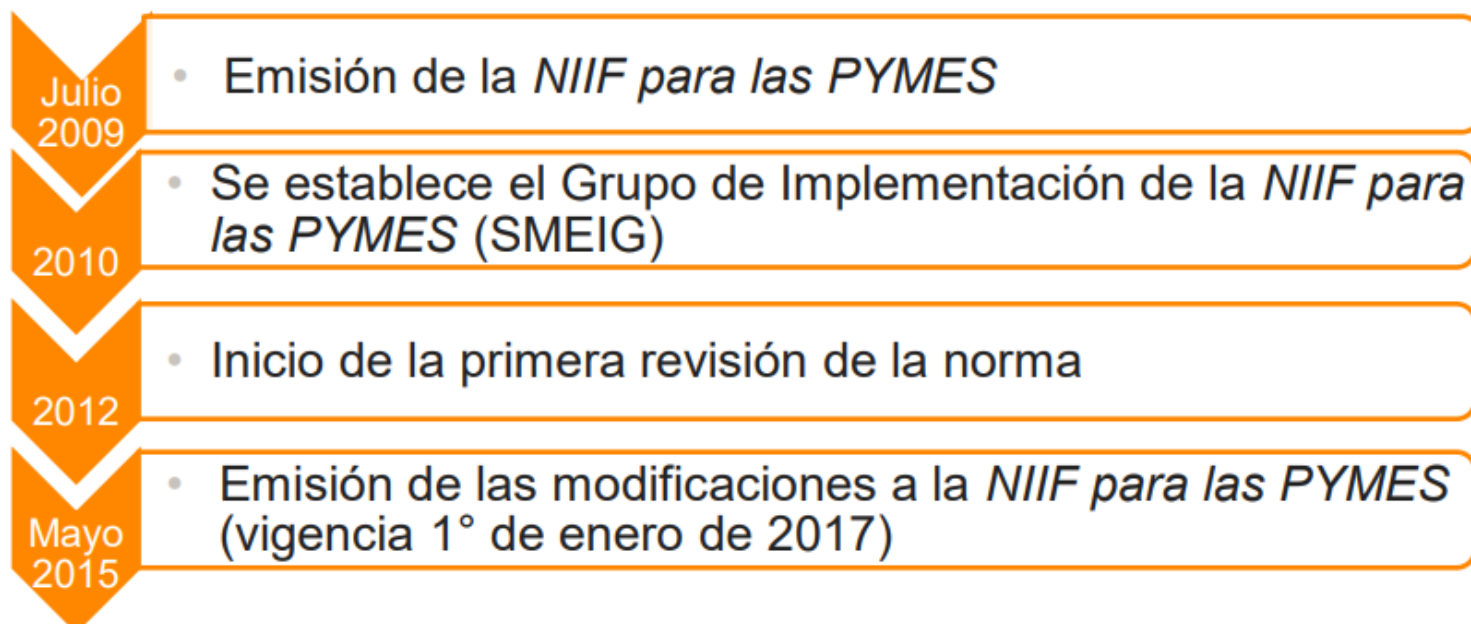 Julio
2009
• Emisión de la NIIF para las PYMES
2010
• Se establece el Grupo de Implementación de la NIIF para
las PYMES (SMEIG)
2012
• Inicio de la primera revisión de la norma
Mayo
2015
• Emisión de las modificaciones a la NIIF para las PYMES
(vigencia 1° de enero de 2017)